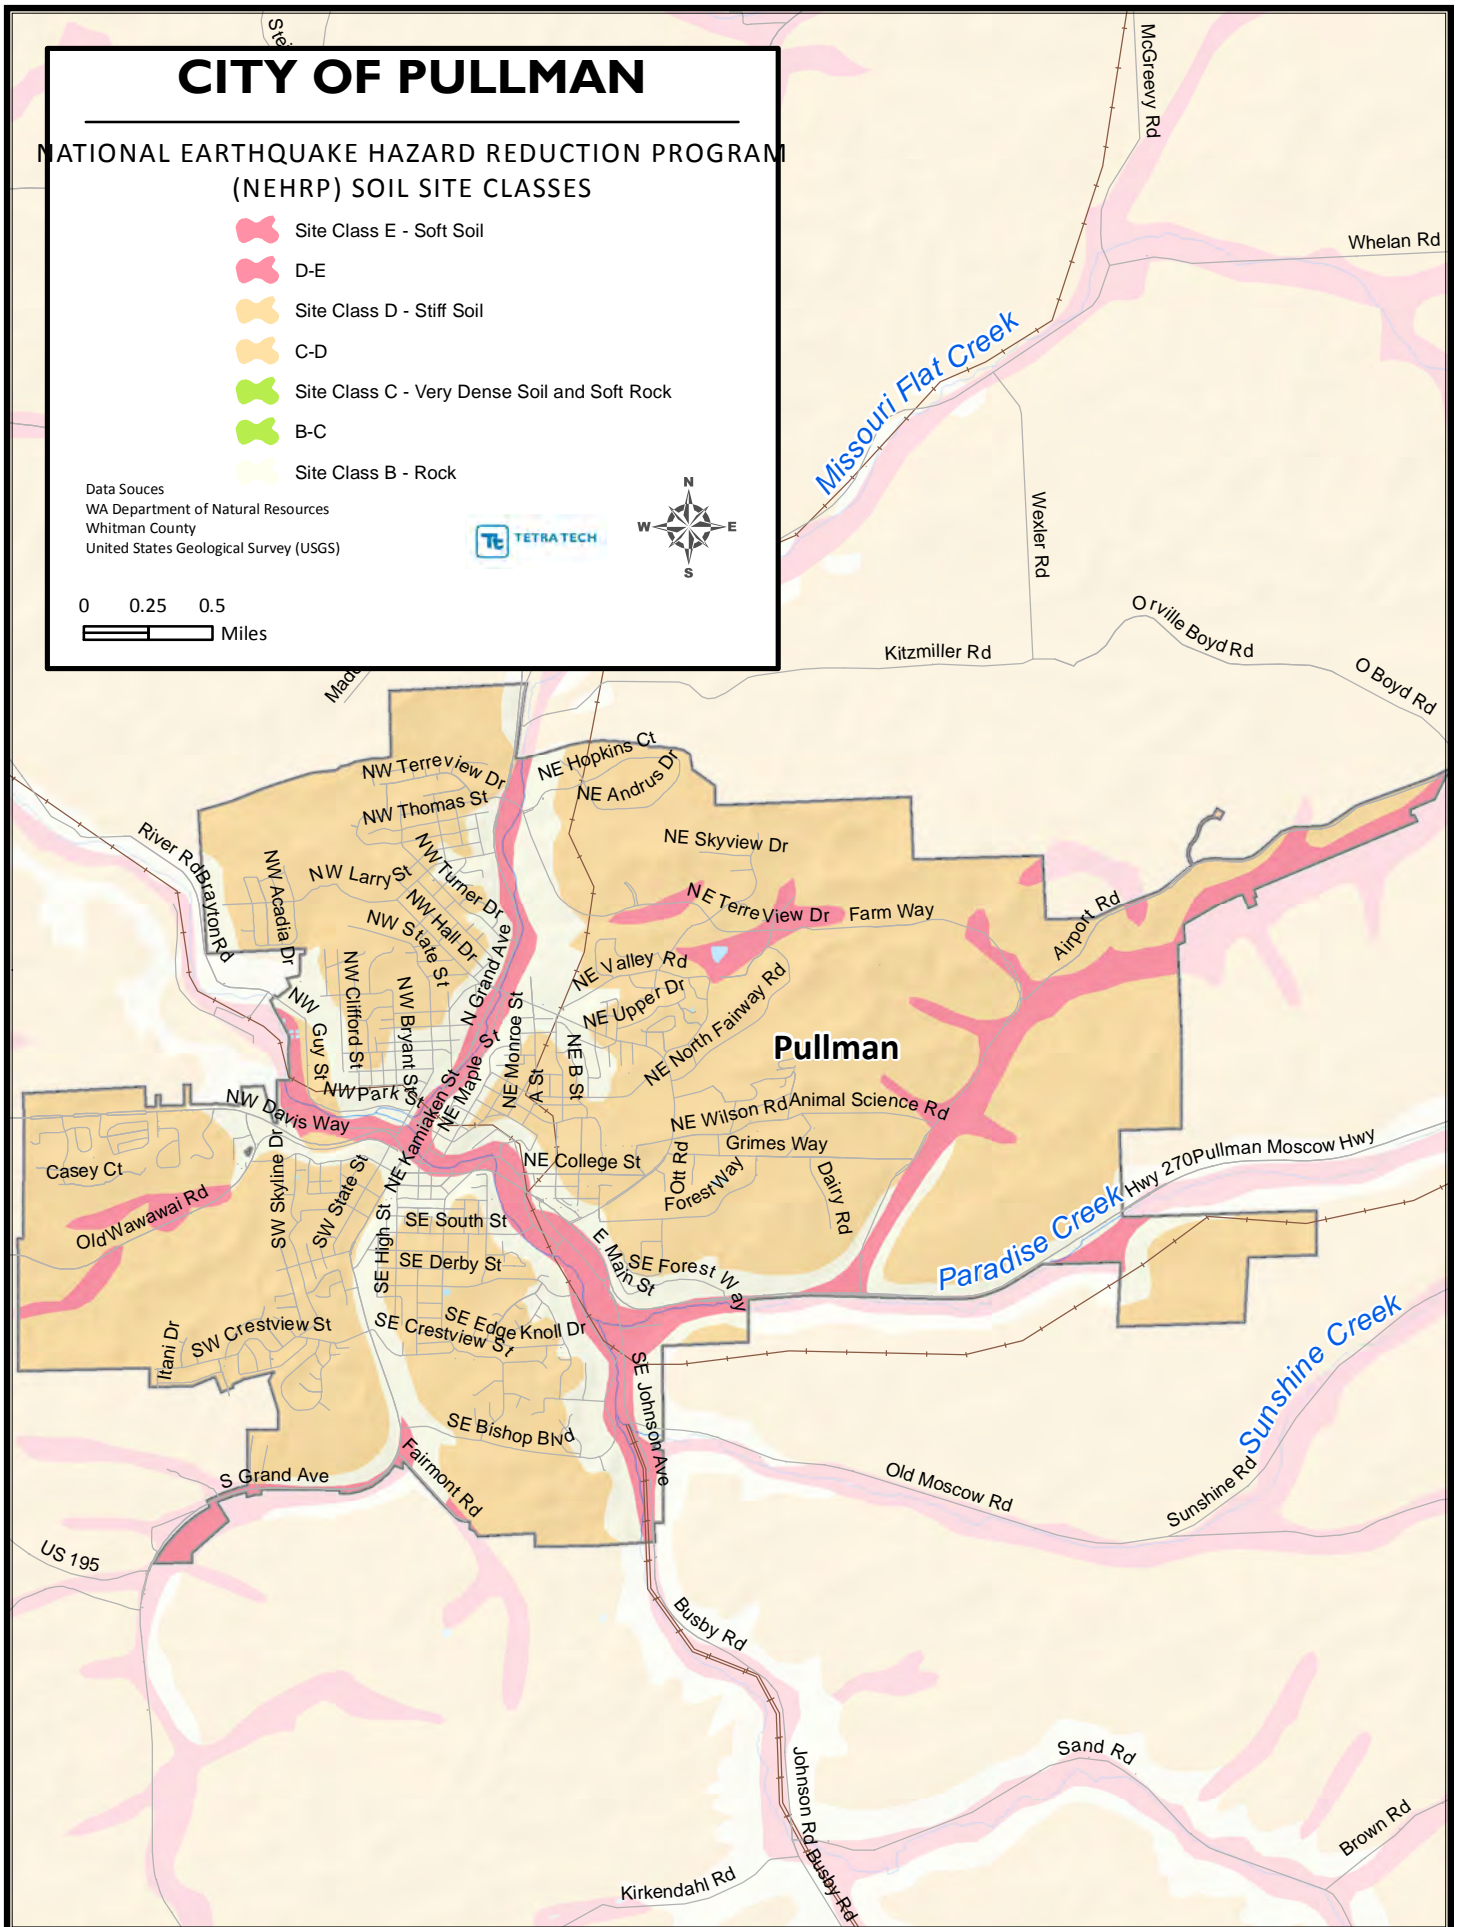 Stei
CITY OF PULLMAN
NATIONAL EARTHQUAKE HAZARD REDUCTION PROGRAM
(NEHRP) SOIL SITE CLASSES
Site Class E - Soft Soil
D-E
Site Class D - Stiff Soil
C-D
Site Class C - Very Dense Soil and Soft Rock
B-C
Site Class B - Rock
Data Souces
WA Department of Natural Resources
Whitman County
United States Geological Survey (USGS)
Tt TETRA TECH
N
W E
S
0 0.25 0.5
Miles
McGreevy Rd
Whelan Rd
Missouri Flat Creek
Wexler Rd
Orville Boyd Rd
Kitzmiller Rd
O Boyd Rd
NE Hopkins Ct
NW Terreview Dr
NE Andrus Dr
NW Thomas St
River Rd
NE Skyview Dr
NW Turner Dr
NW Larry St
NW Acadia Dr
Brayton Rd
NE Terre View Dr
Farm Way
NW Hall Dr
NW State St
Airport Rd
N Grand Ave
NW Clifford St
NE Valley Rd
NW Bryant St
NE Upper Dr
NE North Fairway Rd
NW Guy St
NE Monroe St
NE Maple St
NE B St
A St
Pullman
NW Park St
NE Kamiaken St
NW Davis Way
NE Wilson Rd
Animal Science Rd
Grimes Way
Hwy 270
Pullman Moscow Hwy
Casey Ct
NE College St
Ott Rd
Forest Way
Dairy Rd
SW Skyline Dr
SW State St
Old Wawawai Rd
SE South St
SE High St
Paradise Creek
E Main St
SE Forest Way
SE Derby St
SE Edge Knoll Dr
SE Crestview St
SW Crestview St
Itani Dr
Sunshine Creek
SE Johnson Ave
SE Bishop Blvd
Fairmont Rd
S Grand Ave
Old Moscow Rd
Sunshine Rd
US 195
Busby Rd
Johnson Rd
Sand Rd
Brown Rd
Busby Rd
Kirkendahl Rd